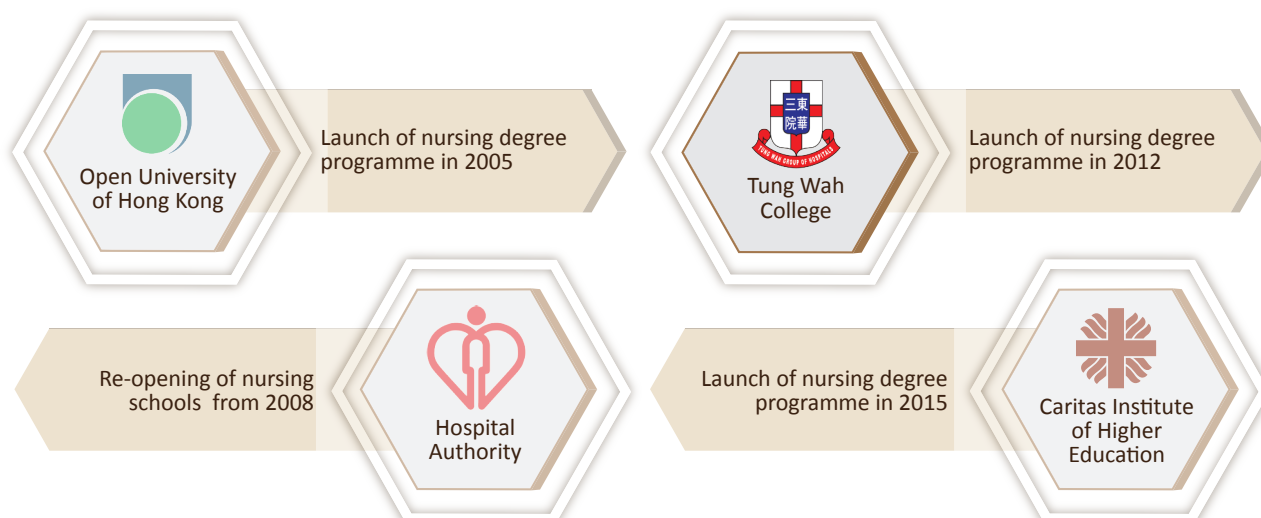 Open University
of Hong Kong
Launch of nursing degree
programme in 2005
三東
院華
TUNG WAH GROUP OF HOSPITALS
Tung Wah
College
Launch of nursing degree
programme in 2012
Re-opening of nursing
schools from 2008
Hospital
Authority
Launch of nursing degree
programme in 2015
Caritas Institute
of Higher
Education